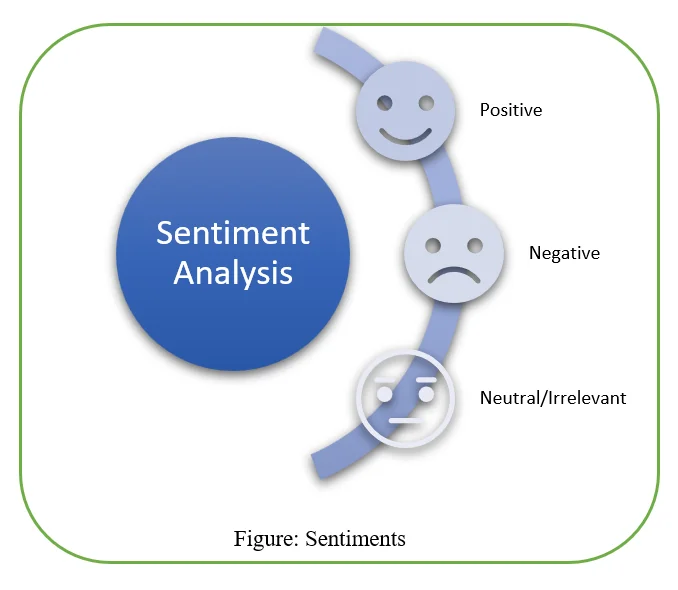 Sentiment
Analysis
Positive
Negative
Neutral/Irrelevant
Figure: Sentiments